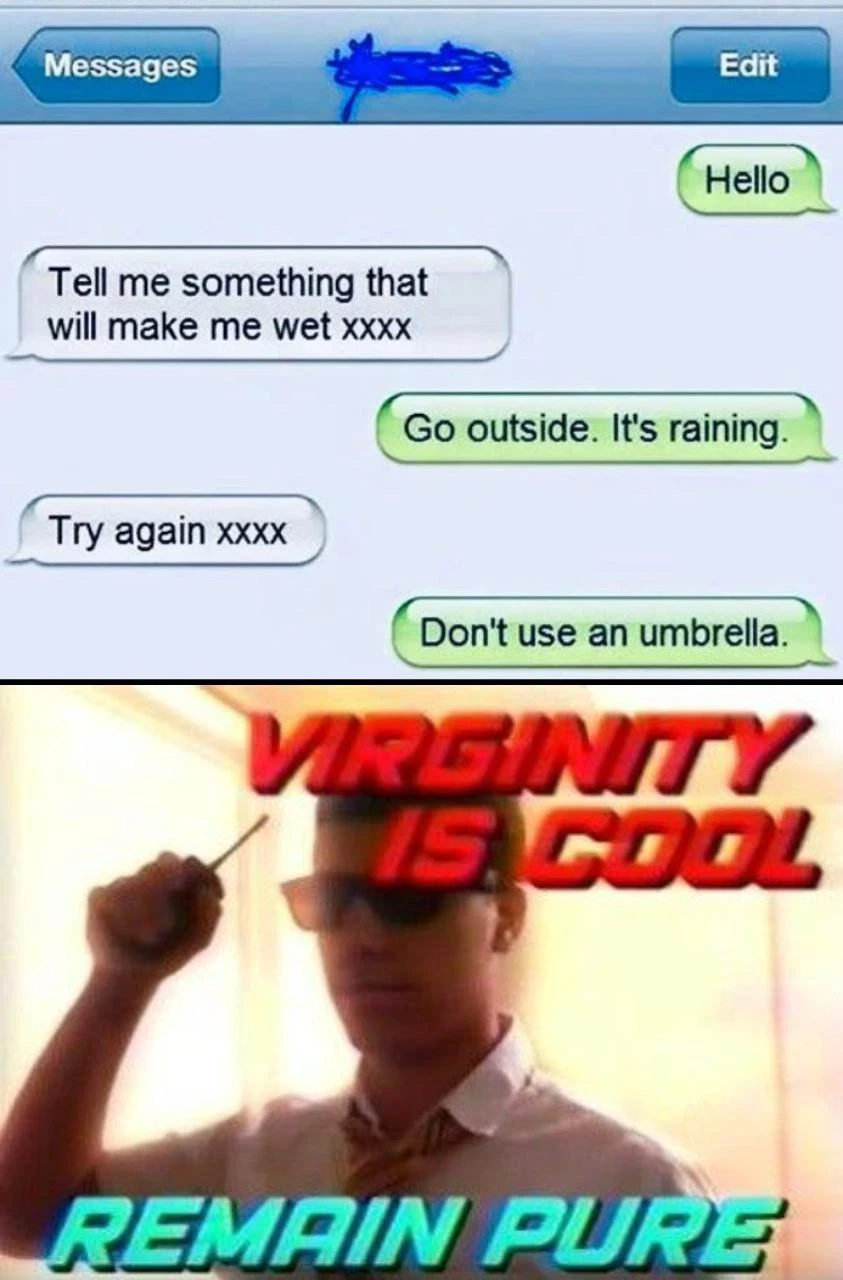 Messages
Edit
Hello
Tell me something that
will make me wet xxxx
Go outside. It's raining.
Try again xxxx
Don't use an umbrella.
VIRGINITY
IS COOL
REMAIN PURE